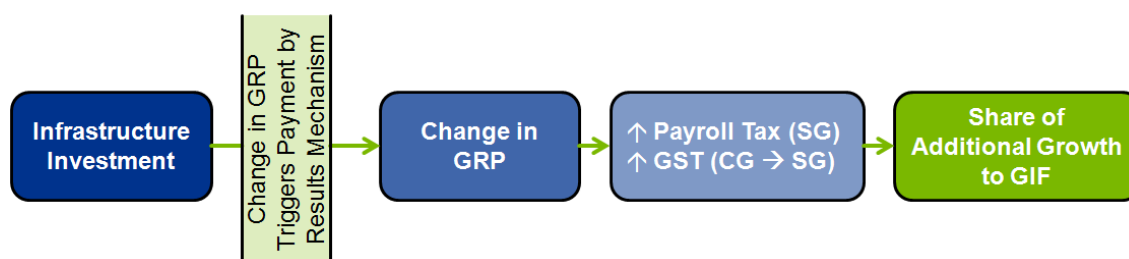 Infrastructure
Investment
Change in GRP
Triggers Payment by
Results Mechanism
Change in
GRP
↑ Payroll Tax (SG)
↑ GST (CG → SG)
Share of
Additional Growth
to GIF